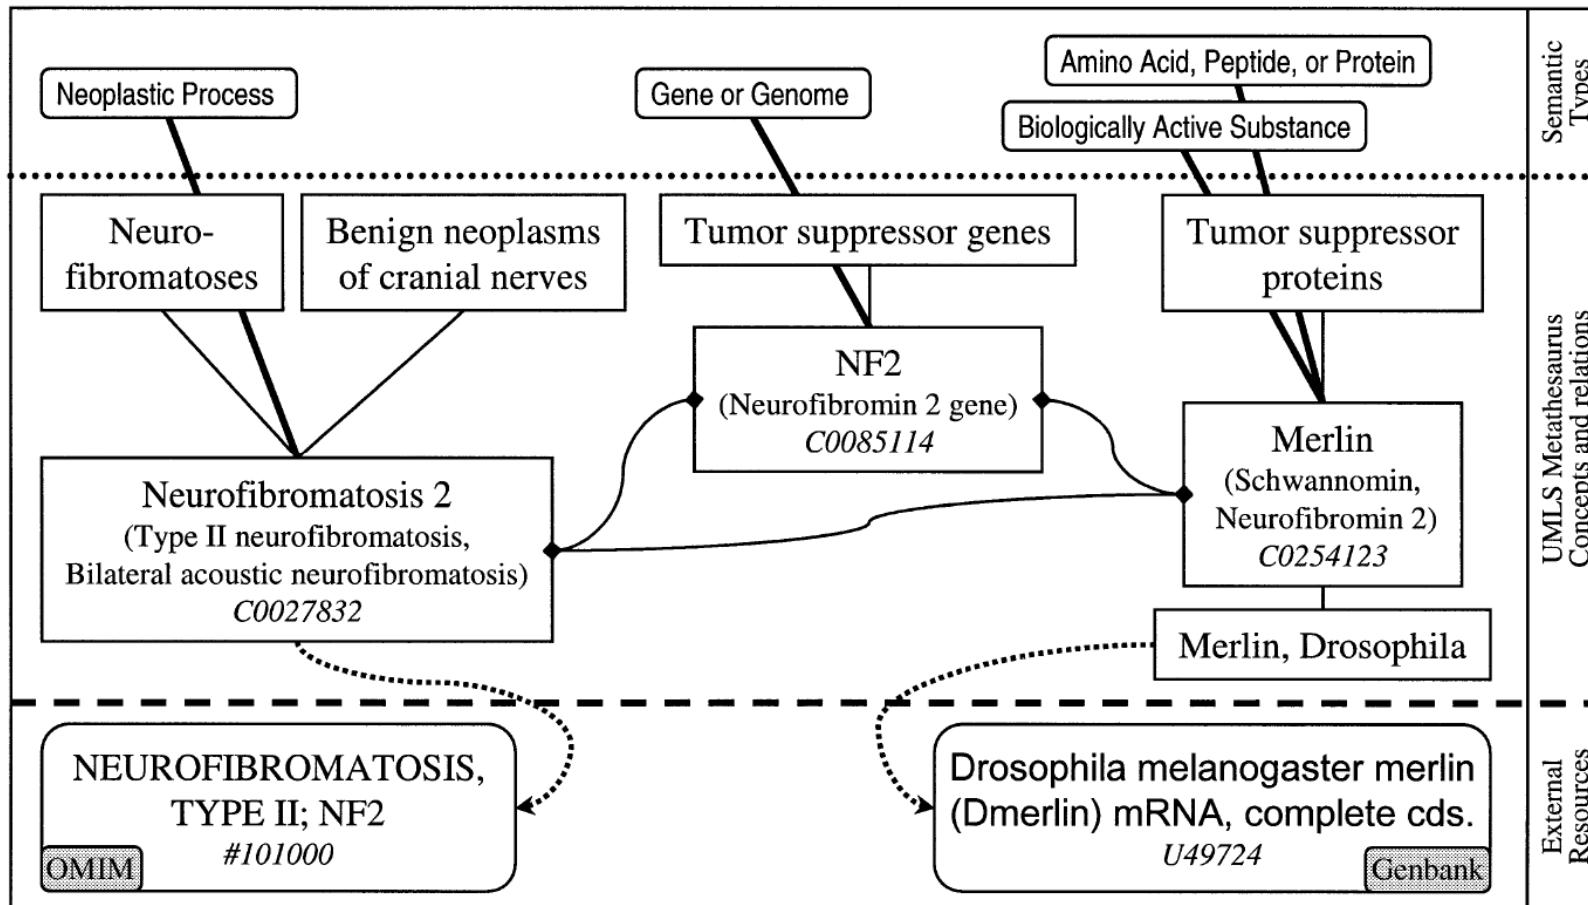 Neoplastic Process
Gene or Genome
Amino Acid, Peptide, or Protein
Biologically Active Substance
Semantic
Types
Neuro-
fibromatoses
Benign neoplasms
of cranial nerves
Tumor suppressor genes
Tumor suppressor
proteins
NF2
(Neurofibromin 2 gene)
C0085114
Merlin
(Schwannomin,
Neurofibromin 2)
C0254123
Neurofibromatosis 2
(Type II neurofibromatosis,
Bilateral acoustic neurofibromatosis)
C0027832
Merlin, Drosophila
UMLS Metathesaurus
Concepts and relations
NEUROFIBROMATOSIS,
TYPE II; NF2
#101000
OMIM
Drosophila melanogaster merlin
(Dmerlin) mRNA, complete cds.
U49724
Genbank
External
Resources